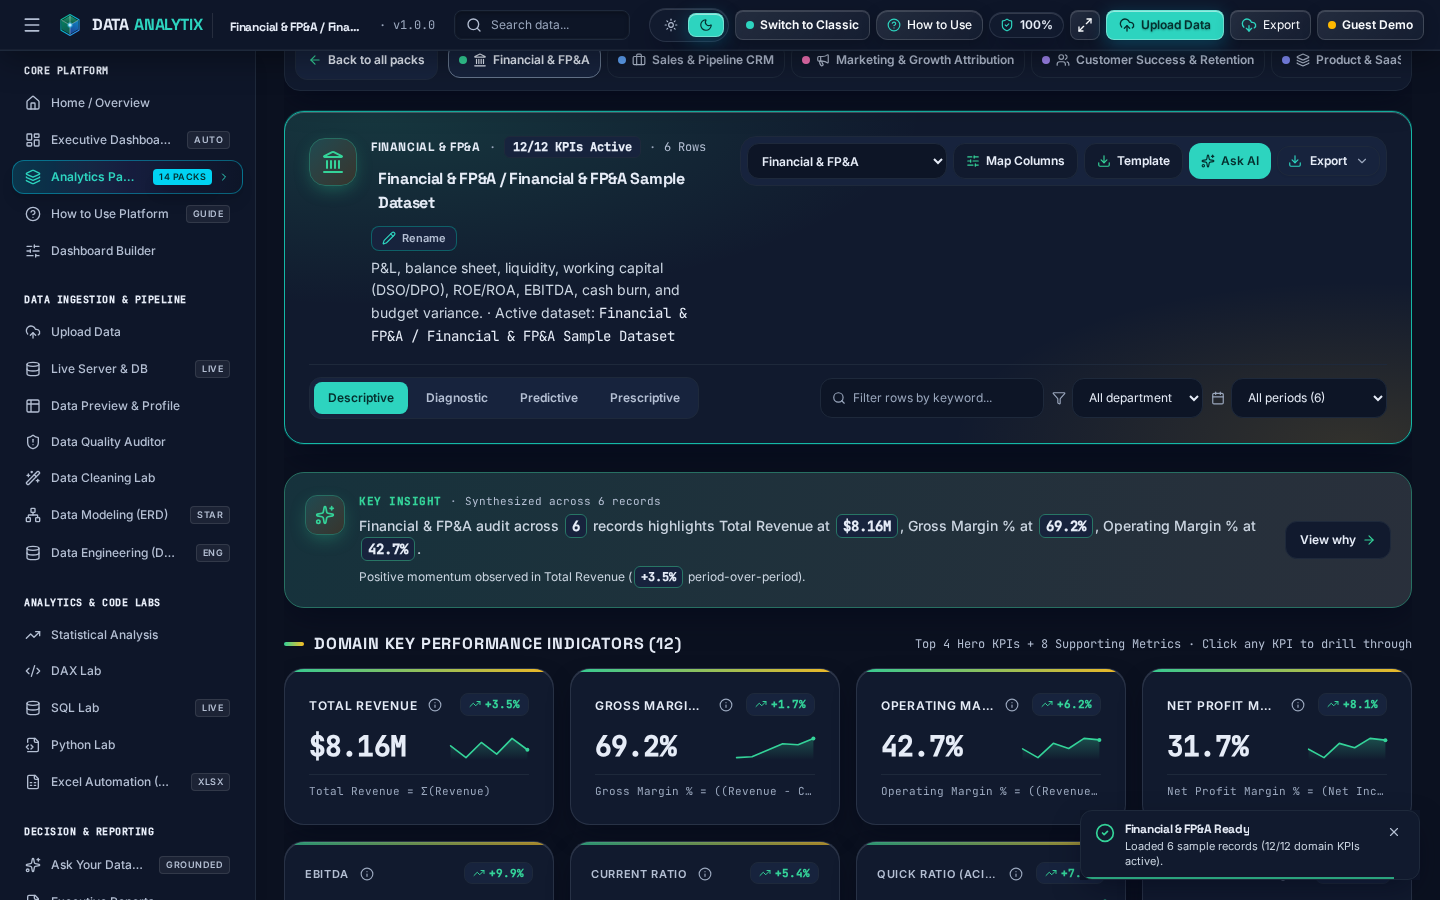 DATA ANALYTIX
Financial & FP&A / Fina...
· v1.0.0
Search data...
Switch to Classic
How to Use
100%
Upload Data
Export
Guest Demo
CORE PLATFORM
Home / Overview
Executive Dashboa...
AUTO
Analytics Pa...
14 PACKS
How to Use Platform
GUIDE
Dashboard Builder
DATA INGESTION & PIPELINE
Upload Data
Live Server & DB
LIVE
Data Preview & Profile
Data Quality Auditor
Data Cleaning Lab
Data Modeling (ERD)
STAR
Data Engineering (D...
ENG
ANALYTICS & CODE LABS
Statistical Analysis
DAX Lab
SQL Lab
LIVE
Python Lab
Excel Automation (...
XLSX
DECISION & REPORTING
Ask Your Data...
GROUNDED
Executive Reports
Back to all packs
Financial & FP&A
Sales & Pipeline CRM
Marketing & Growth Attribution
Customer Success & Retention
Product & SaaS
FINANCIAL & FP&A · 12/12 KPIs Active · 6 Rows
Financial & FP&A / Financial & FP&A Sample
Dataset
Rename
P&L, balance sheet, liquidity, working capital
(DSO/DPO), ROE/ROA, EBITDA, cash burn, and
budget variance. · Active dataset: Financial &
FP&A / Financial & FP&A Sample Dataset
Financial & FP&A
Map Columns
Template
Ask AI
Export
Descriptive
Diagnostic
Predictive
Prescriptive
Filter rows by keyword...
All department
All periods (6)
KEY INSIGHT · Synthesized across 6 records
Financial & FP&A audit across 6 records highlights Total Revenue at $8.16M, Gross Margin % at 69.2%, Operating Margin % at
42.7%.
Positive momentum observed in Total Revenue (+3.5% period-over-period).
View why
DOMAIN KEY PERFORMANCE INDICATORS (12)
Top 4 Hero KPIs + 8 Supporting Metrics · Click any KPI to drill through
TOTAL REVENUE
+3.5%
$8.16M
Total Revenue = Σ(Revenue)
GROSS MARGI...
+1.7%
69.2%
Gross Margin % = ((Revenue - C...
OPERATING MA...
+6.2%
42.7%
Operating Margin % = ((Revenue...
NET PROFIT M...
+8.1%
31.7%
Net Profit Margin % = (Net Inc...
EBITDA
+9.9%
CURRENT RATIO
+5.4%
QUICK RATIO (ACI...
+7.
Financial & FP&A Ready
Loaded 6 sample records (12/12 domain KPIs
active).